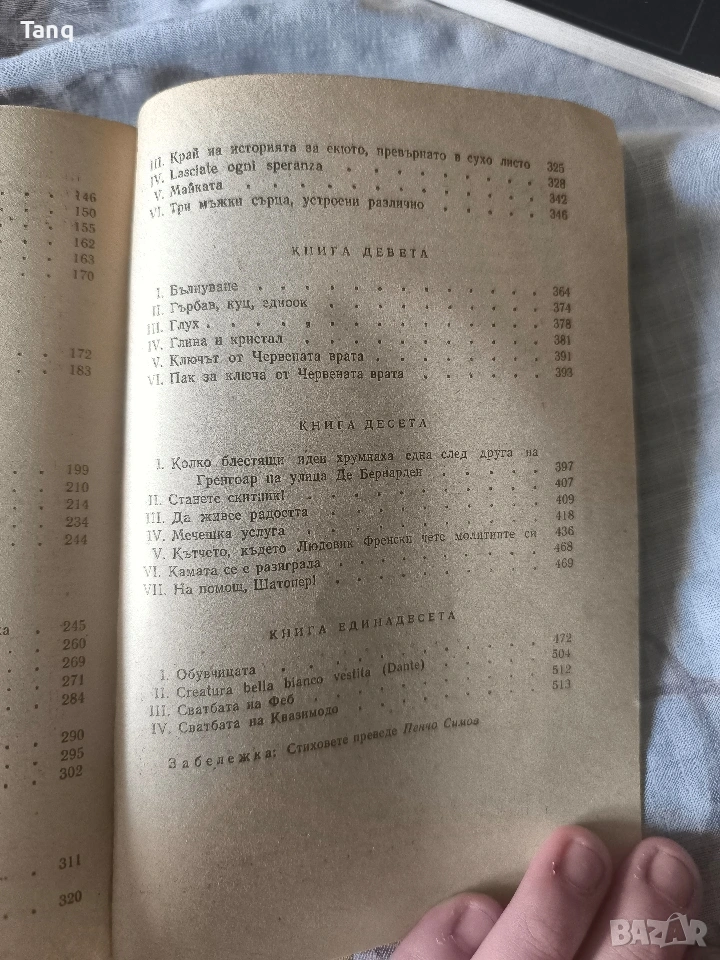 Tanq
146
150
155
162
163
170
172
183
199
210
214
234
244
ка . 245
260
269
271
284
290
295
302
311
320
III. Край на историята за екюто, превърнато в сухо листо 325
IV. Lasciate ogni speranza 328
V. Майката 342
VI. Три мъжки сърца, устроени различно 346
КНИГА ДЕВЕТА
I. Бълнуване 364
II. Гърбав, куц, едноок 374
III. Глух 378
IV. Глина и кристал 381
V. Ключът от Червената врата 391
VI. Пак за ключа от Червената врата 393
КНИГА ДЕСЕТА
I. Колко блестящи идеи хрумнаха една след друга на
Гренгоар на улица Де Бернарден 397
II. Станете скитник! 407
III. Да живее радостта 409
IV. Мечешка услуга 418
V. Кътчето, където Людовик Френски чете молитвите си 436
VI. Камата се е разиграла 468
VII. На помощ, Шатопер! 469
КНИГА ЕДИНАДЕСЕТА
I. Обувчицата 472
II. Creatura bella bianco vestita (Dante) 504
III. Сватбата на Феб 512
IV. Сватбата на Квазимодо 513
Забележка: Стиховете преведе Пенчо Симов
BAZAR